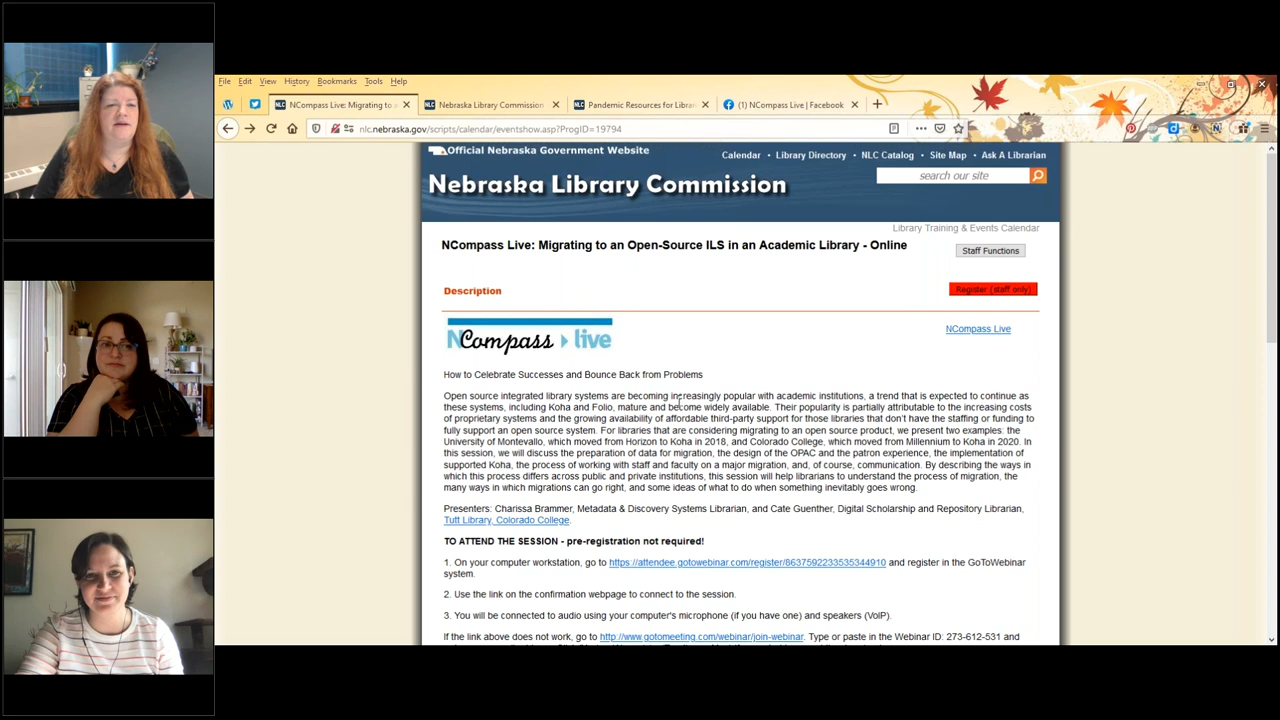 File Edit View History Bookmarks Tools Help
NLC NCompass Live: Migrating to a
NLC Nebraska Library Commission
NLC Pandemic Resources for Libra
(1) NCompass Live | Facebook
nlc.nebraska.gov/scripts/calendar/eventshow.asp?ProgID=19794
Official Nebraska Government Website
Calendar • Library Directory • NLC Catalog • Site Map • Ask A Librarian
Nebraska Library Commission
search our site
Library Training & Events Calendar
NCompass Live: Migrating to an Open-Source ILS in an Academic Library - Online
Staff Functions
Description
Register (staff only)
NCompass live
NCompass Live
How to Celebrate Successes and Bounce Back from Problems
Open source integrated library systems are becoming increasingly popular with academic institutions, a trend that is expected to continue as
these systems, including Koha and Folio, mature and become widely available. Their popularity is partially attributable to the increasing costs
of proprietary systems and the growing availability of affordable third-party support for those libraries that don't have the staffing or funding to
fully support an open source system. For libraries that are considering migrating to an open source product, we present two examples: the
University of Montevallo, which moved from Horizon to Koha in 2018, and Colorado College, which moved from Millennium to Koha in 2020. In
this session, we will discuss the preparation of data for migration, the design of the OPAC and the patron experience, the implementation of
supported Koha, the process of working with staff and faculty on a major migration, and, of course, communication. By describing the ways in
which this process differs across public and private institutions, this session will help librarians to understand the process of migration, the
many ways in which migrations can go right, and some ideas of what to do when something inevitably goes wrong.
Presenters: Charissa Brammer, Metadata & Discovery Systems Librarian, and Cate Guenther, Digital Scholarship and Repository Librarian,
Tutt Library, Colorado College.
TO ATTEND THE SESSION - pre-registration not required!
1. On your computer workstation, go to https://attendee.gotowebinar.com/register/8637592233535344910 and register in the GoToWebinar
system.
2. Use the link on the confirmation webpage to connect to the session.
3. You will be connected to audio using your computer's microphone (if you have one) and speakers (VoIP).
If the link above does not work, go to http://www.gotomeeting.com/webinar/join-webinar. Type or paste in the Webinar ID: 273-612-531 and